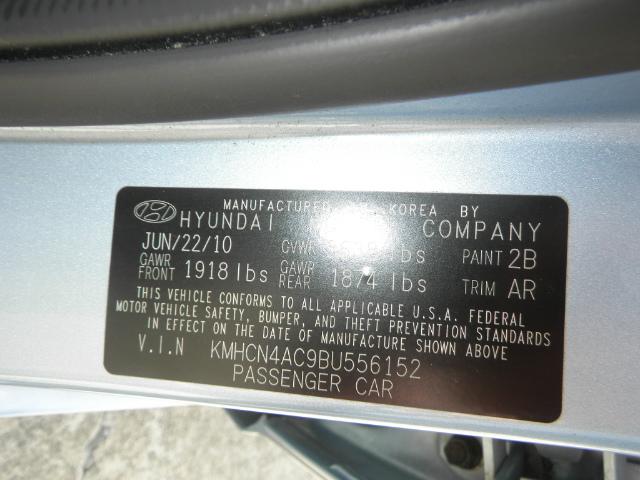 MANUFACTURED KOREA BY
HYUNDAI COMPANY
JUN/22/10 GVWR lbs PAINT 2B
GAWR FRONT 1918 lbs GAWR REAR 1874 lbs TRIM AR
THIS VEHICLE CONFORMS TO ALL APPLICABLE U.S.A. FEDERAL
MOTOR VEHICLE SAFETY, BUMPER, AND THEFT PREVENTION STANDARDS
IN EFFECT ON THE DATE OF MANUFACTURE SHOWN ABOVE
V.I.N KMHCN4AC9BU556152
PASSENGER CAR